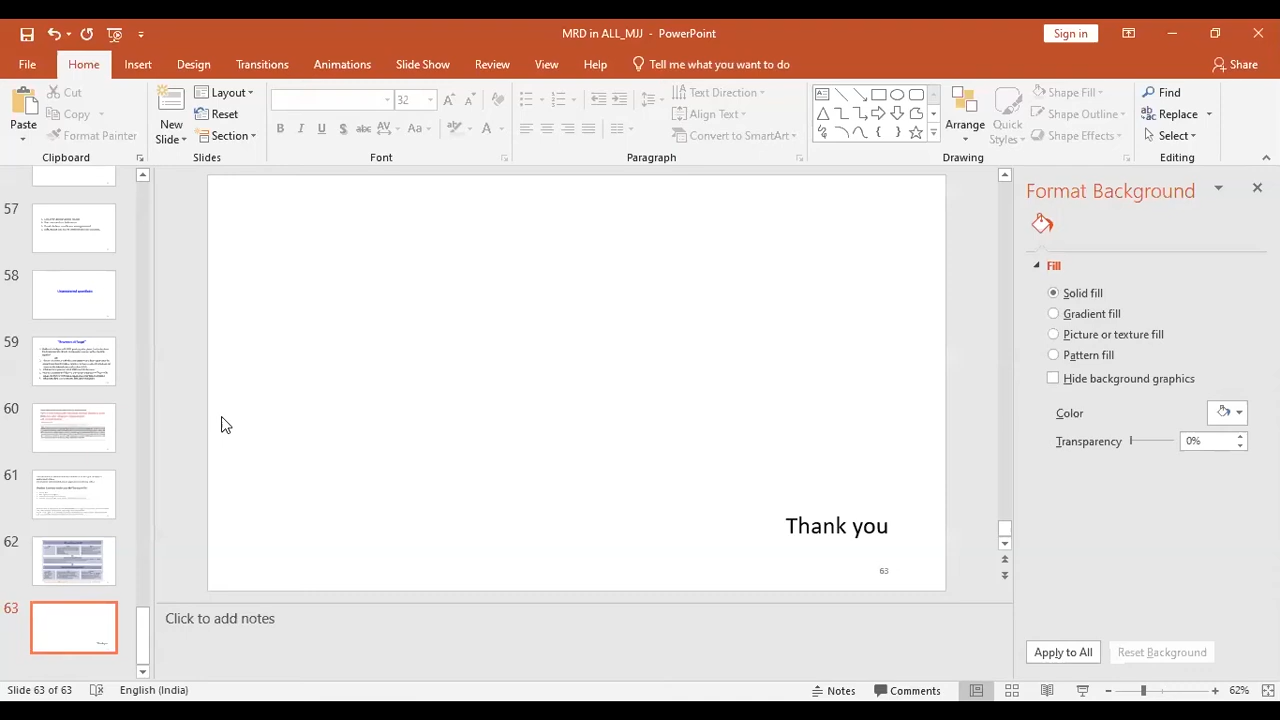 MRD in ALL_MJJ - PowerPoint
Sign in
File Home Insert Design Transitions Animations Slide Show Review View Help Tell me what you want to do Share
Paste
Cut
Copy
Format Painter
Clipboard
New Slide
Layout
Reset
Section
Slides
32
B I U S abc AV Aa A
Font
Paragraph
Text Direction
Align Text
Convert to SmartArt
Arrange
Quick Styles
Shape Fill
Shape Outline
Shape Effects
Drawing
Find
Replace
Select
Editing
57
58
Unanswered questions
59
60
61
62
63
Thank you
63
Click to add notes
Format Background
Fill
Solid fill
Gradient fill
Picture or texture fill
Pattern fill
Hide background graphics
Color
Transparency 0%
Apply to All Reset Background
Slide 63 of 63 English (India) Notes Comments 62%